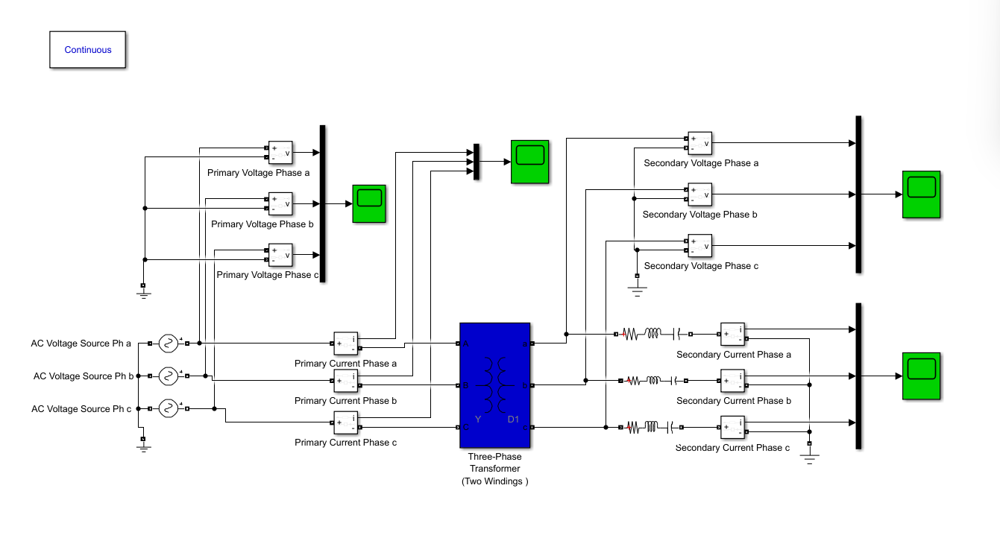 Continuous
+
-
v
Primary Voltage Phase a
+
-
v
Primary Voltage Phase b
+
-
v
Primary Voltage Phase c
+
-
v
Secondary Voltage Phase a
+
-
v
Secondary Voltage Phase b
+
-
v
Secondary Voltage Phase c
AC Voltage Source Ph a
AC Voltage Source Ph b
AC Voltage Source Ph c
+
i
-
Primary Current Phase a
+
i
-
Primary Current Phase b
+
i
-
Primary Current Phase c
A
B
C
a
b
c
Y
D1
Three-Phase
Transformer
(Two Windings )
+
i
-
Secondary Current Phase a
+
i
-
Secondary Current Phase b
+
i
-
Secondary Current Phase c